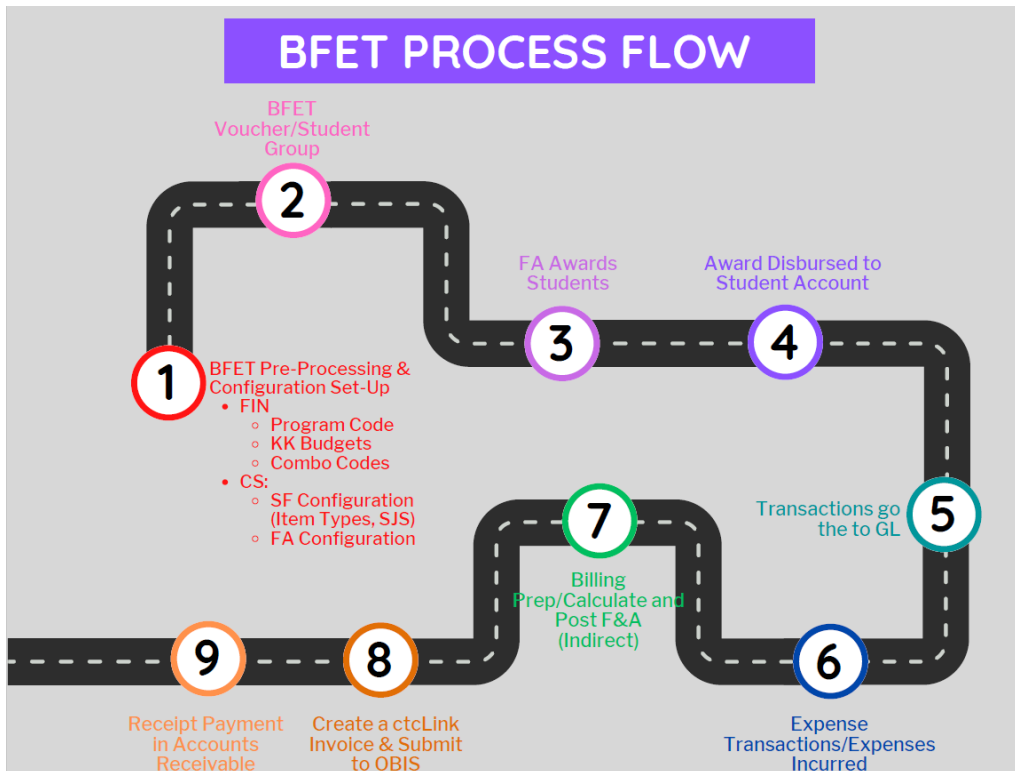 BFET PROCESS FLOW
1
BFET Pre-Processing &
Configuration Set-Up
• FIN
◦ Program Code
◦ KK Budgets
◦ Combo Codes
• CS:
◦ SF Configuration
(Item Types, SJS)
◦ FA Configuration
BFET
Voucher/Student
Group
2
FA Awards
Students
3
Award Disbursed to
Student Account
4
Transactions go
the to GL
5
6
Expense
Transactions/Expenses
Incurred
7
Billing
Prep/Calculate and
Post F&A
(Indirect)
8
Create a ctcLink
Invoice & Submit
to OBIS
9
Receipt Payment
in Accounts
Receivable